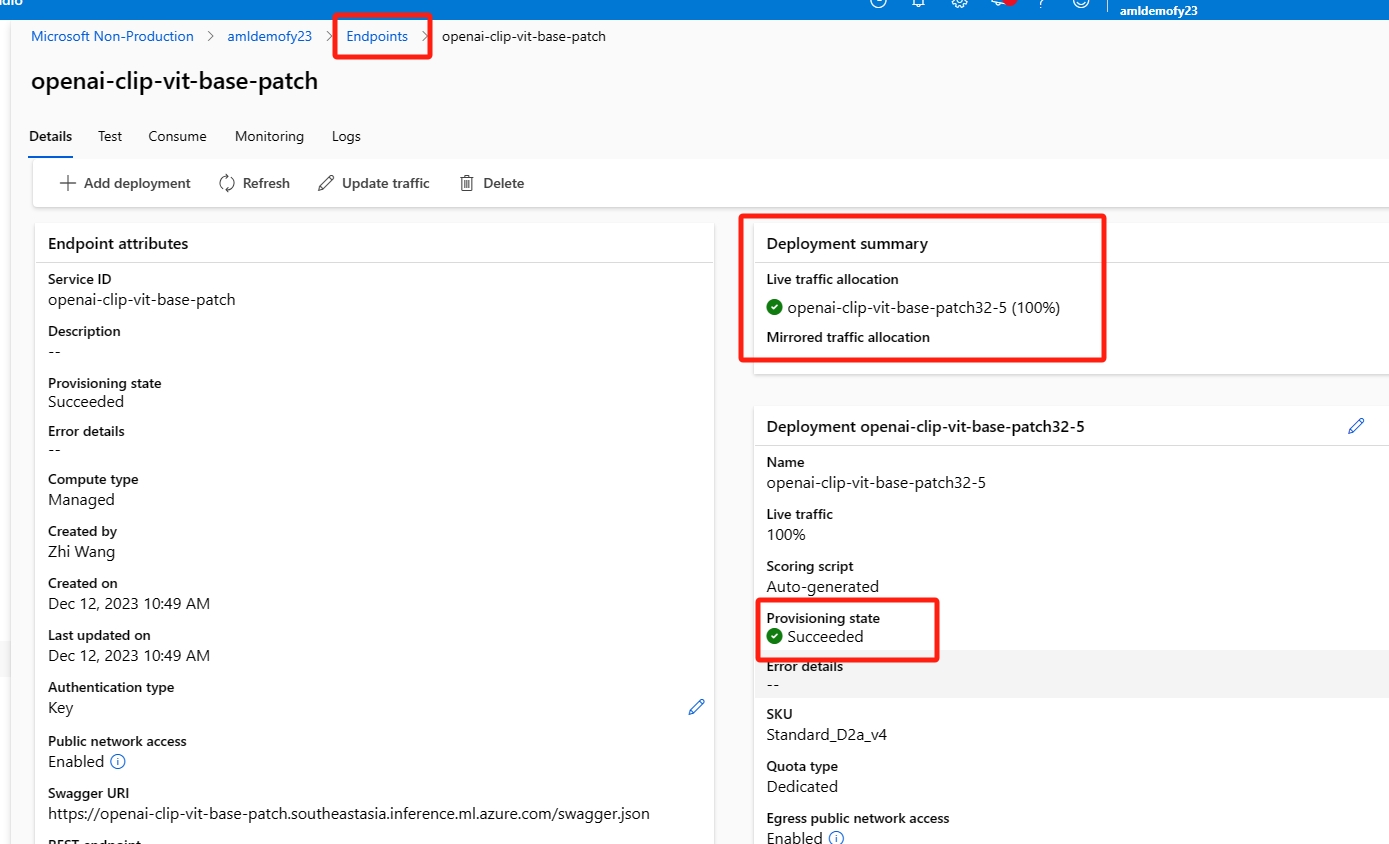 amldemofy23
Microsoft Non-Production > amldemofy23 > Endpoints > openai-clip-vit-base-patch
openai-clip-vit-base-patch
Details Test Consume Monitoring Logs
Add deployment Refresh Update traffic Delete
Endpoint attributes
Service ID
openai-clip-vit-base-patch
Description
--
Provisioning state
Succeeded
Error details
--
Compute type
Managed
Created by
Zhi Wang
Created on
Dec 12, 2023 10:49 AM
Last updated on
Dec 12, 2023 10:49 AM
Authentication type
Key
Public network access
Enabled
Swagger URI
https://openai-clip-vit-base-patch.southeastasia.inference.ml.azure.com/swagger.json
REST endpoint
Deployment summary
Live traffic allocation
openai-clip-vit-base-patch32-5 (100%)
Mirrored traffic allocation
Deployment openai-clip-vit-base-patch32-5
Name
openai-clip-vit-base-patch32-5
Live traffic
100%
Scoring script
Auto-generated
Provisioning state
Succeeded
Error details
--
SKU
Standard_D2a_v4
Quota type
Dedicated
Egress public network access
Enabled